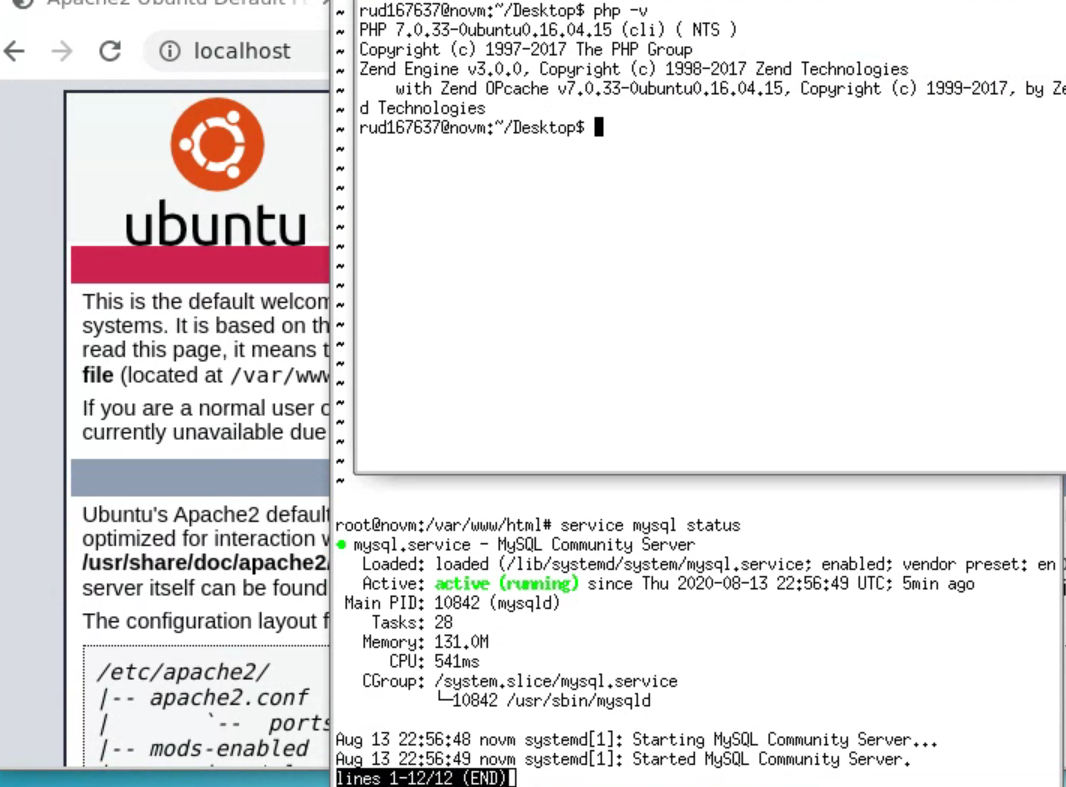 Apache2 Ubuntu Default
localhost
ubuntu
This is the default welcom
systems. It is based on th
read this page, it means t
file (located at /var/www
If you are a normal user o
currently unavailable due
Ubuntu's Apache2 default
optimized for interaction w
/usr/share/doc/apache2/
server itself can be found
The configuration layout f
/etc/apache2/
|-- apache2.conf
|       `--  ports
|-- mods-enabled
rud167637@novm:~/Desktop$ php -v
PHP 7.0.33-0ubuntu0.16.04.15 (cli) ( NTS )
Copyright (c) 1997-2017 The PHP Group
Zend Engine v3.0.0, Copyright (c) 1998-2017 Zend Technologies
    with Zend OPcache v7.0.33-0ubuntu0.16.04.15, Copyright (c) 1999-2017, by Ze
d Technologies
rud167637@novm:~/Desktop$
root@novm:/var/www/html# service mysql status
● mysql.service - MySQL Community Server
   Loaded: loaded (/lib/systemd/system/mysql.service; enabled; vendor preset: en
   Active: active (running) since Thu 2020-08-13 22:56:49 UTC; 5min ago
 Main PID: 10842 (mysqld)
    Tasks: 28
   Memory: 131.0M
      CPU: 541ms
   CGroup: /system.slice/mysql.service
           └─10842 /usr/sbin/mysqld
Aug 13 22:56:48 novm systemd[1]: Starting MySQL Community Server...
Aug 13 22:56:49 novm systemd[1]: Started MySQL Community Server.
lines 1-12/12 (END)